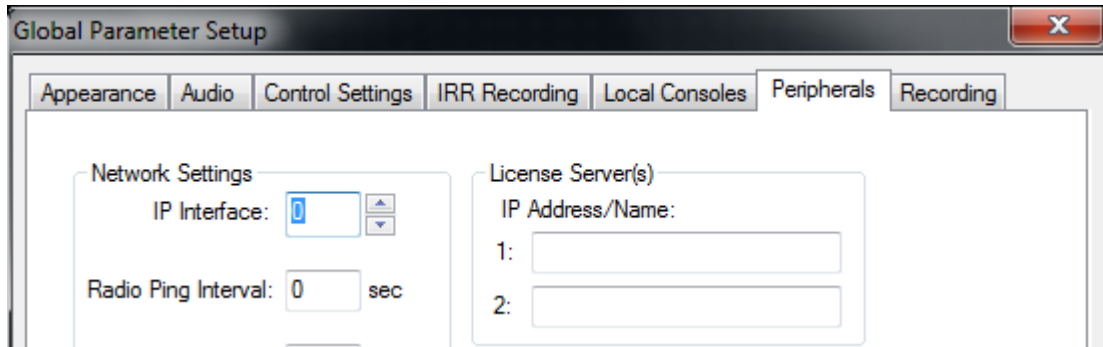 Global Parameter Setup
Appearance Audio Control Settings IRR Recording Local Consoles Peripherals Recording
Network Settings
IP Interface: 0
Radio Ping Interval: 0 sec
License Server(s)
IP Address/Name:
1:
2: